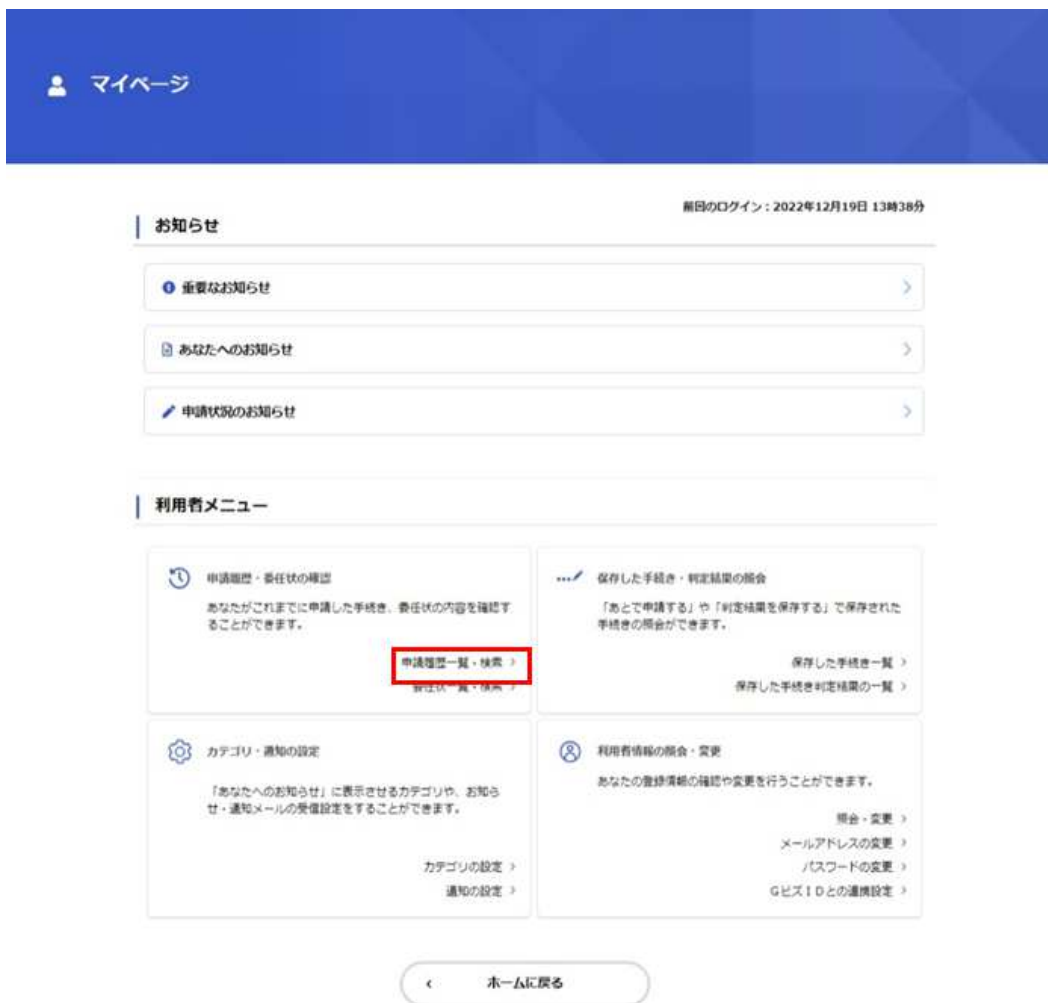 マイページ
前回のログイン：2022年12月19日 13時38分
お知らせ
重要なお知らせ
あなたへのお知らせ
申請状況のお知らせ
利用者メニュー
申請履歴・委任状の確認
あなたがこれまでに申請した手続き、委任状の内容を確認す
ることができます。
申請履歴一覧・検索
委任状一覧・検索
保存した手続き・判定結果の照会
「あとで申請する」や「判定結果を保存する」で保存された
手続きの照会ができます。
保存した手続き一覧
保存した手続き判定結果の一覧
カテゴリ・通知の設定
「あなたへのお知らせ」に表示させるカテゴリや、お知ら
せ・通知メールの受信設定をすることができます。
カテゴリの設定
通知の設定
利用者情報の照会・変更
あなたの登録情報の確認や変更を行うことができます。
照会・変更
メールアドレスの変更
パスワードの変更
GビズIDとの連携設定
ホームに戻る